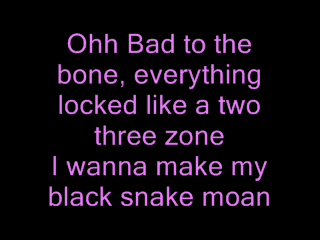 Ohh Bad to the
bone, everything
locked like a two
three zone
I wanna make my
black snake moan